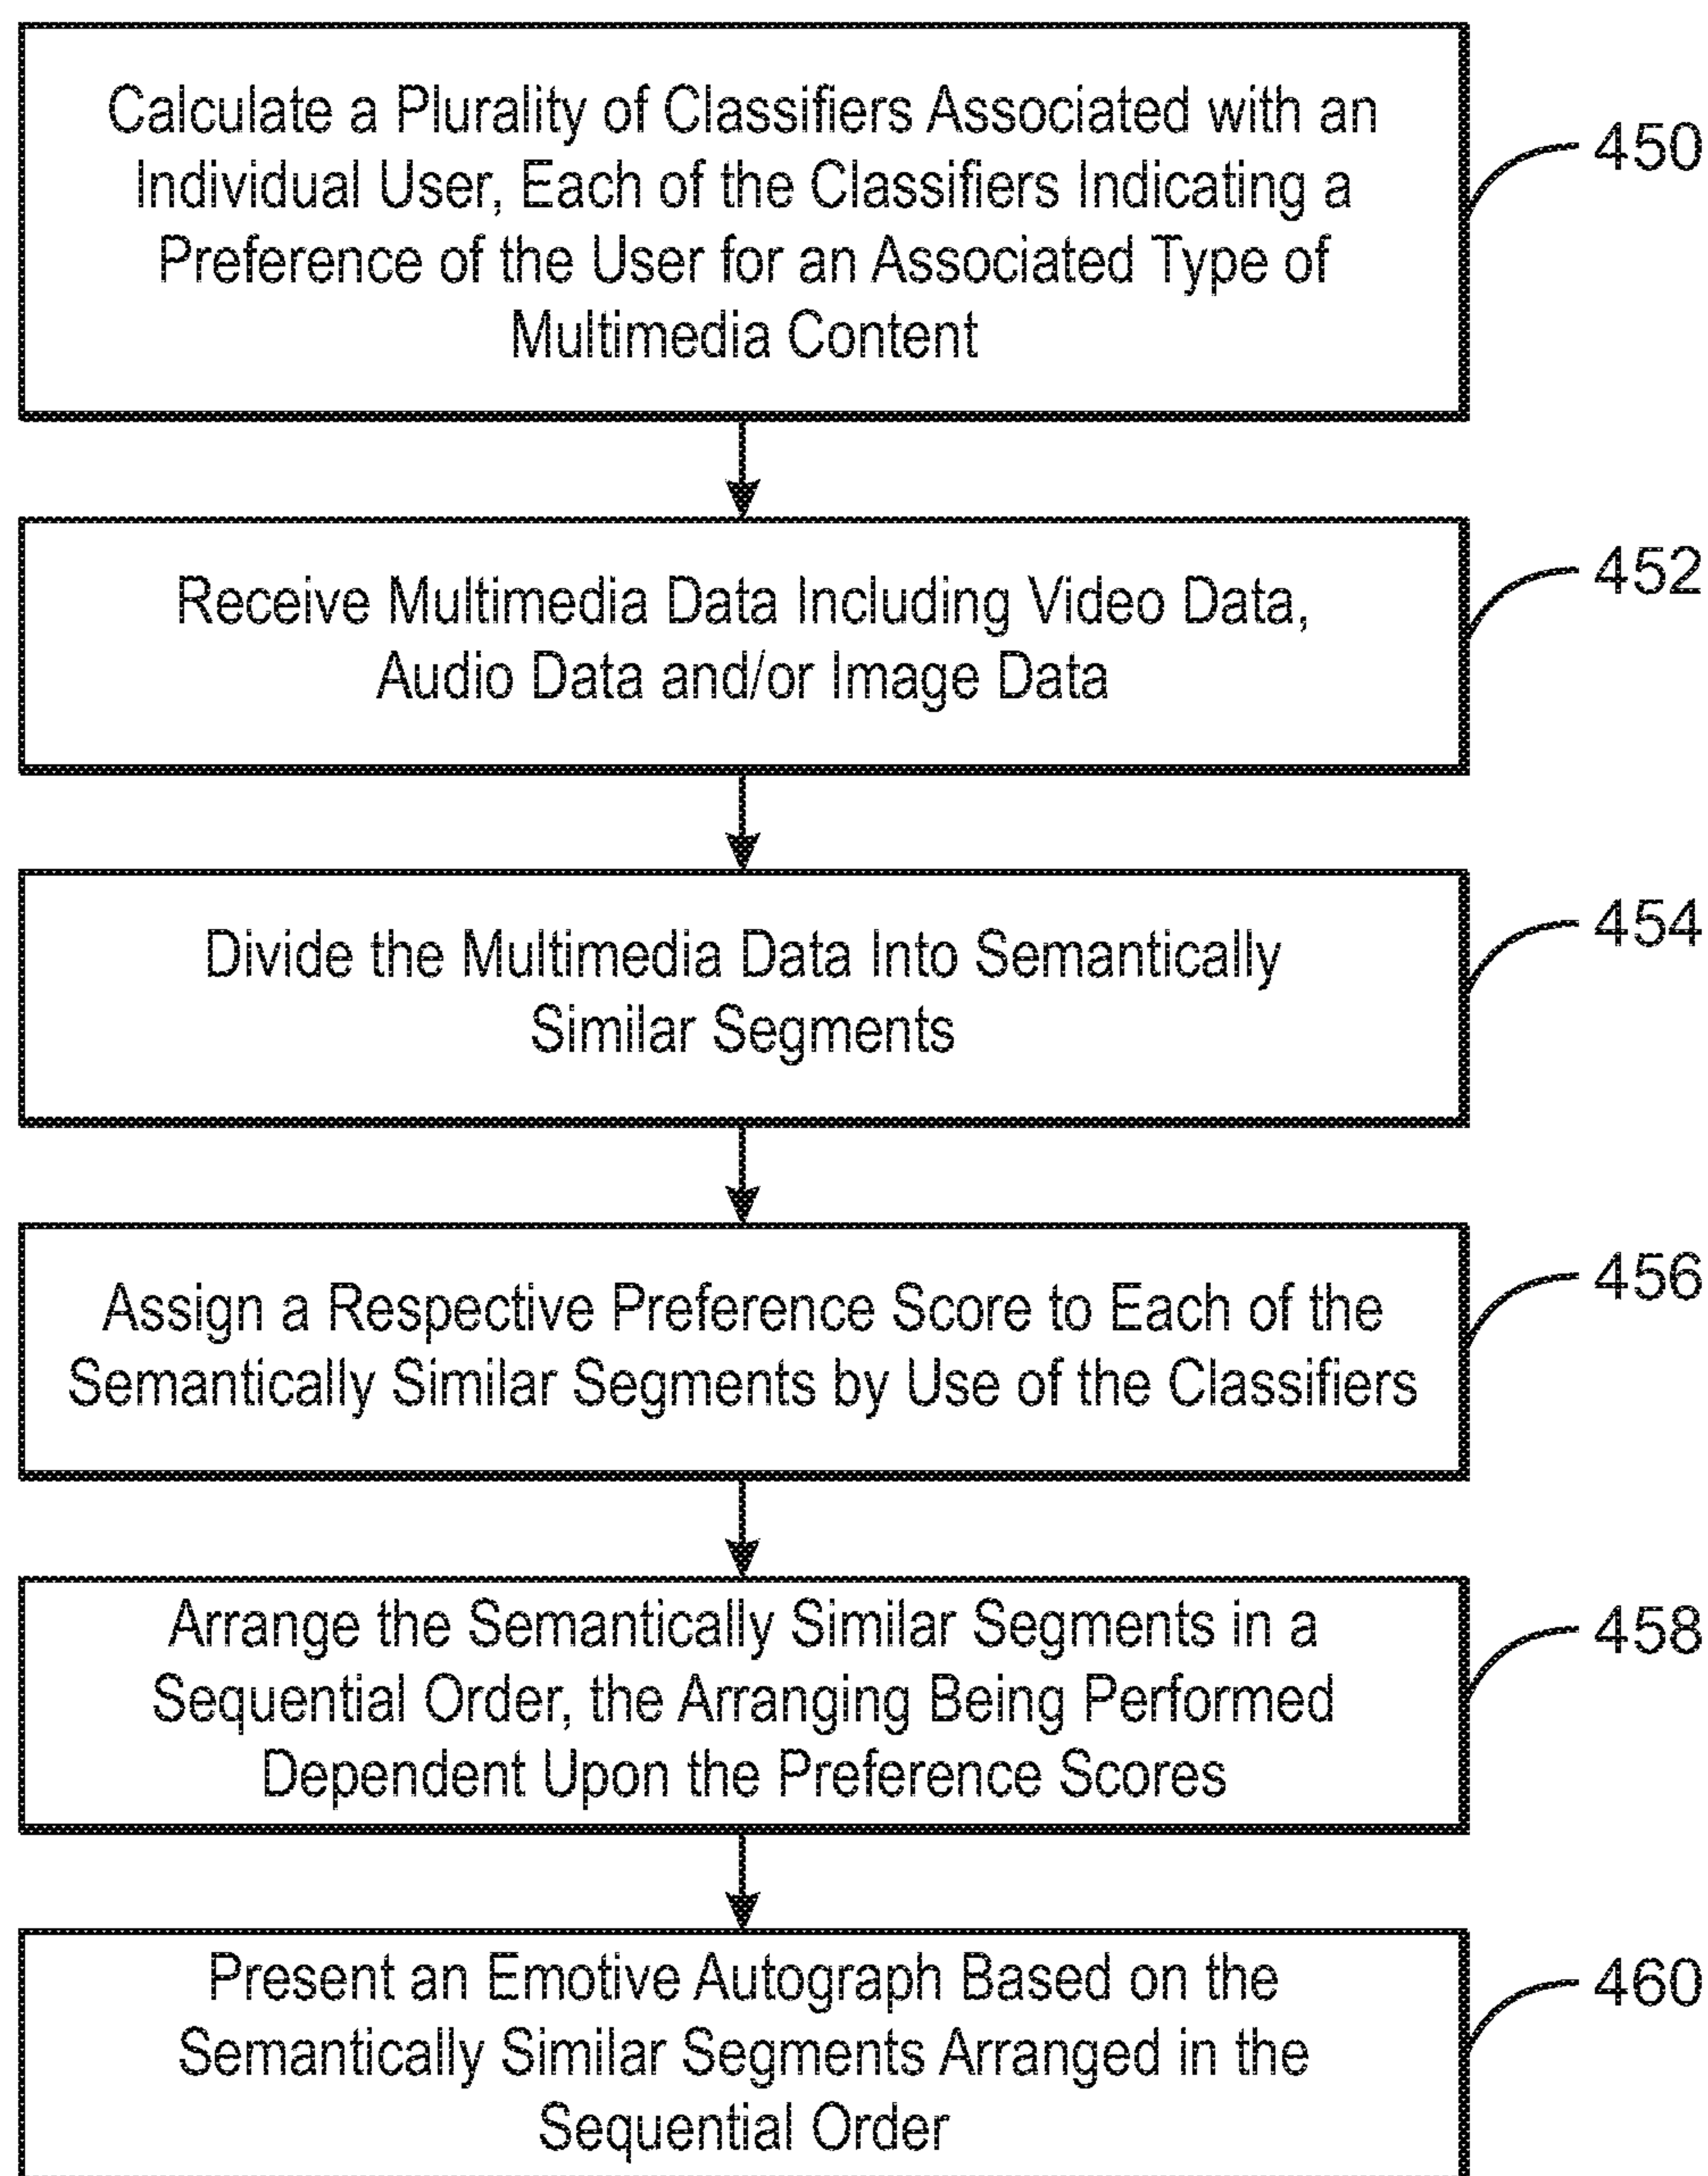 Calculate a Plurality of Classifiers Associated with an
Individual User, Each of the Classifiers Indicating a
Preference of the User for an Associated Type of
Multimedia Content
450
Receive Multimedia Data Including Video Data,
Audio Data and/or Image Data
452
Divide the Multimedia Data Into Semantically
Similar Segments
454
Assign a Respective Preference Score to Each of the
Semantically Similar Segments by Use of the Classifiers
456
Arrange the Semantically Similar Segments in a
Sequential Order, the Arranging Being Performed
Dependent Upon the Preference Scores
458
Present an Emotive Autograph Based on the
Semantically Similar Segments Arranged in the
Sequential Order
460